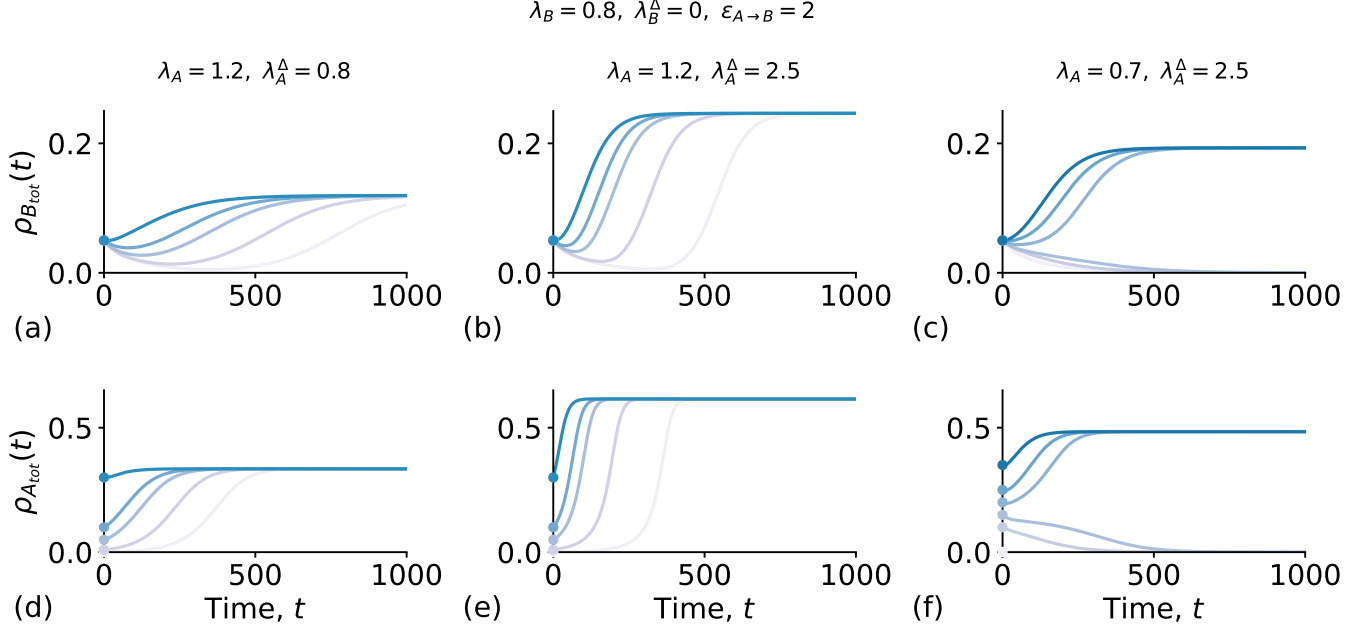 λ_B = 0.8, λ_B^Δ = 0, ε_{A→B} = 2
λ_A = 1.2, λ_A^Δ = 0.8
λ_A = 1.2, λ_A^Δ = 2.5
λ_A = 0.7, λ_A^Δ = 2.5
ρ_{B_{tot}}(t)
0.2
0.0
0 500 1000
(a)
0.2
0.0
0 500 1000
(b)
0.2
0.0
0 500 1000
(c)
ρ_{A_{tot}}(t)
0.5
0.0
0 500 1000
(d) Time, t
0.5
0.0
0 500 1000
(e) Time, t
0.5
0.0
0 500 1000
(f) Time, t